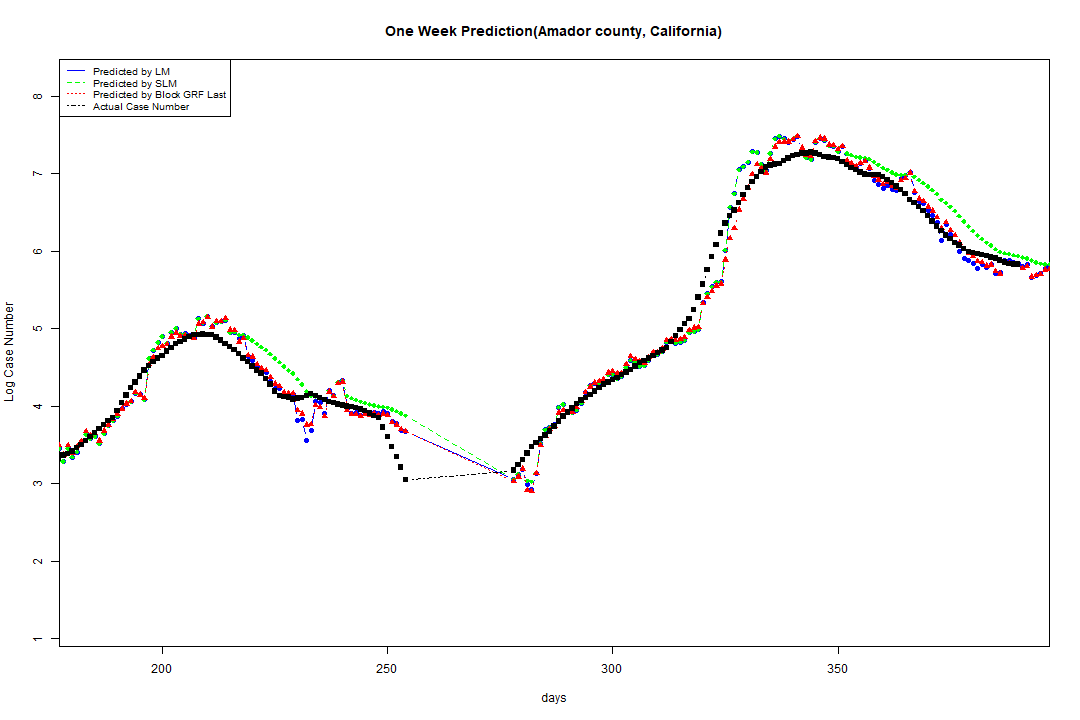 One Week Prediction(Amador county, California)
Predicted by LM
Predicted by SLM
Predicted by Block GRF Last
Actual Case Number
Log Case Number
8
7
6
5
4
3
2
1
200 250 300 350
days